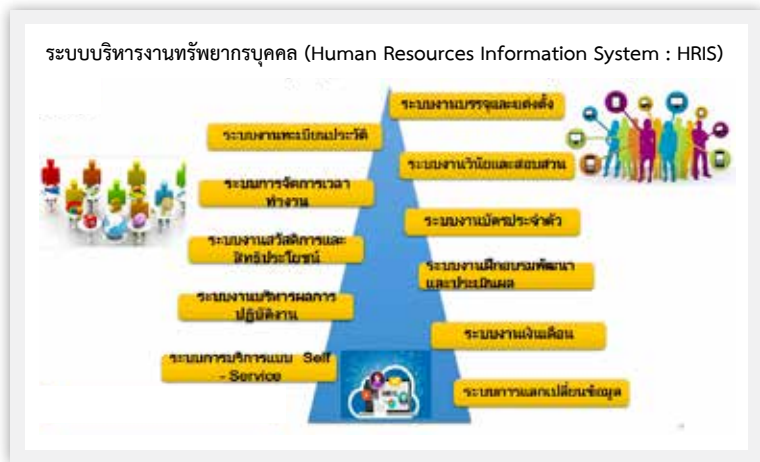 ระบบบริหารงานทรัพยากรบุคคล (Human Resources Information System : HRIS)
ระบบงานบรรจุและแต่งตั้ง
ระบบงานทะเบียนประวัติ
ระบบงานวินัยและสอบสวน
ระบบการจัดการเวลา
ทำงาน
ระบบงานบัตรประจำตัว
ระบบงานสวัสดิการและ
สิทธิประโยชน์
ระบบงานฝึกอบรมพัฒนา
และประเมินผล
ระบบงานบริหารผลการ
ปฏิบัติงาน
ระบบงานเงินเดือน
ระบบการบริการแบบ Self
- Service
ระบบการแลกเปลี่ยนข้อมูล